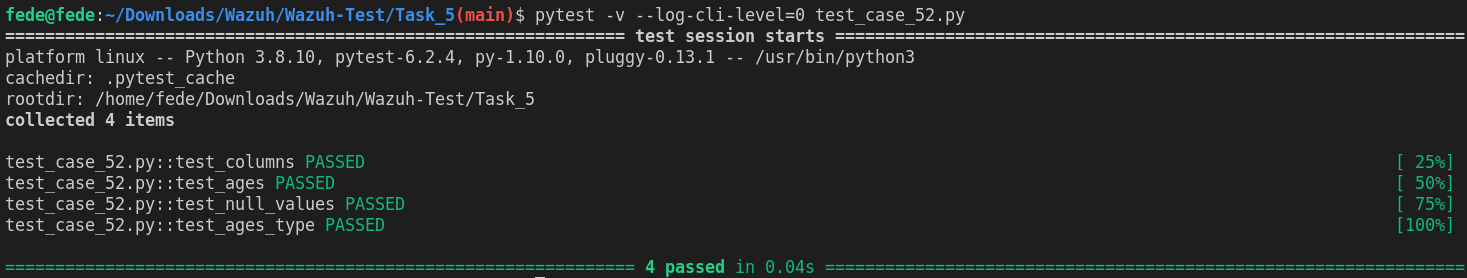 fede@fede:~/Downloads/Wazuh/Wazuh-Test/Task_5(main)$ pytest -v --log-cli-level=0 test_case_52.py
============================================================== test session starts ===============================================================
platform linux -- Python 3.8.10, pytest-6.2.4, py-1.10.0, pluggy-0.13.1 -- /usr/bin/python3
cachedir: .pytest_cache
rootdir: /home/fede/Downloads/Wazuh/Wazuh-Test/Task_5
collected 4 items
test_case_52.py::test_columns PASSED [ 25%]
test_case_52.py::test_ages PASSED [ 50%]
test_case_52.py::test_null_values PASSED [ 75%]
test_case_52.py::test_ages_type PASSED [100%]
=============================================================== 4 passed in 0.04s ================================================================